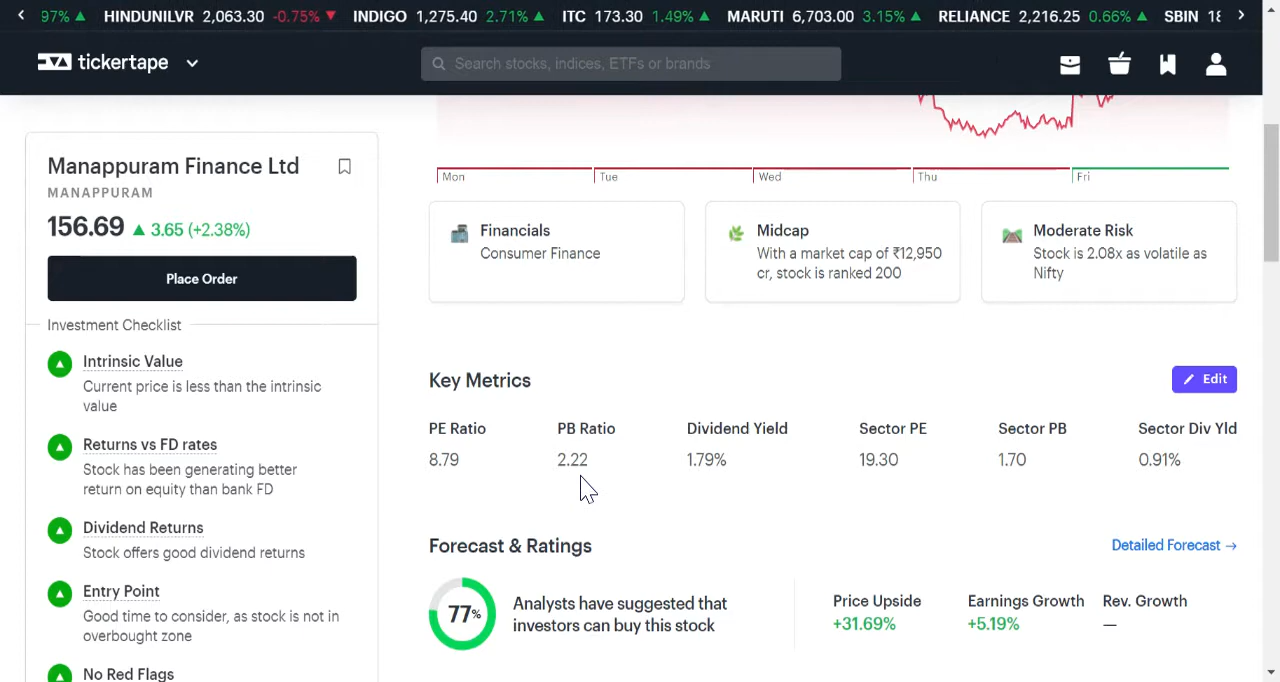 97% ▲ HINDUNILVR 2,063.30 -0.75% ▼ INDIGO 1,275.40 2.71% ▲ ITC 173.30 1.49% ▲ MARUTI 6,703.00 3.15% ▲ RELIANCE 2,216.25 0.66% ▲ SBIN
tickertape
Search stocks, indices, ETFs or brands
Manappuram Finance Ltd
MANAPPURAM
156.69 ▲ 3.65 (+2.38%)
Place Order
Investment Checklist
Intrinsic Value
Current price is less than the intrinsic
value
Returns vs FD rates
Stock has been generating better
return on equity than bank FD
Dividend Returns
Stock offers good dividend returns
Entry Point
Good time to consider, as stock is not in
overbought zone
No Red Flags
Mon Tue Wed Thu Fri
Financials
Consumer Finance
Midcap
With a market cap of ₹12,950
cr, stock is ranked 200
Moderate Risk
Stock is 2.08x as volatile as
Nifty
Key Metrics
Edit
PE Ratio PB Ratio Dividend Yield Sector PE Sector PB Sector Div Yld
8.79 2.22 1.79% 19.30 1.70 0.91%
Forecast & Ratings
Detailed Forecast →
77%
Analysts have suggested that
investors can buy this stock
Price Upside Earnings Growth Rev. Growth
+31.69% +5.19% —